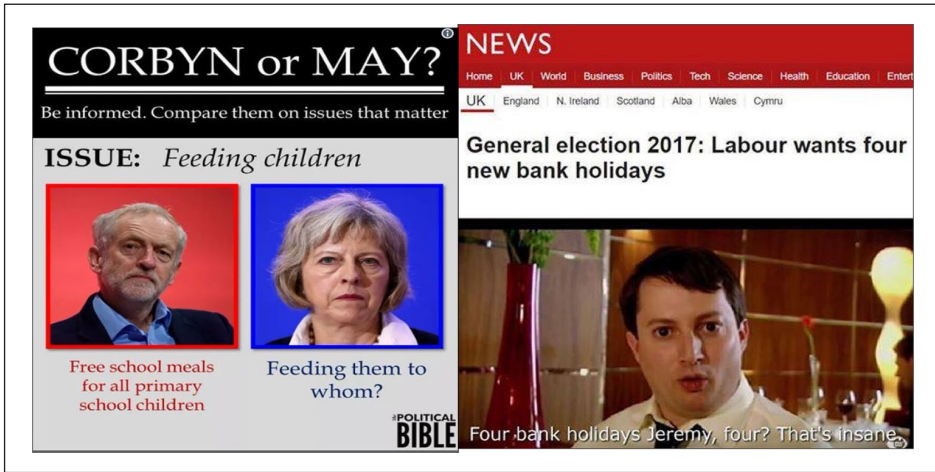 CORBYN or MAY?
Be informed. Compare them on issues that matter
ISSUE: Feeding children
Free school meals
for all primary
school children
Feeding them to
whom?
#POLITICAL
BIBLE
NEWS
Home UK World Business Politics Tech Science Health Education Entert
UK England N. Ireland Scotland Alba Wales Cymru
General election 2017: Labour wants four
new bank holidays
Four bank holidays Jeremy, four? That's insane.